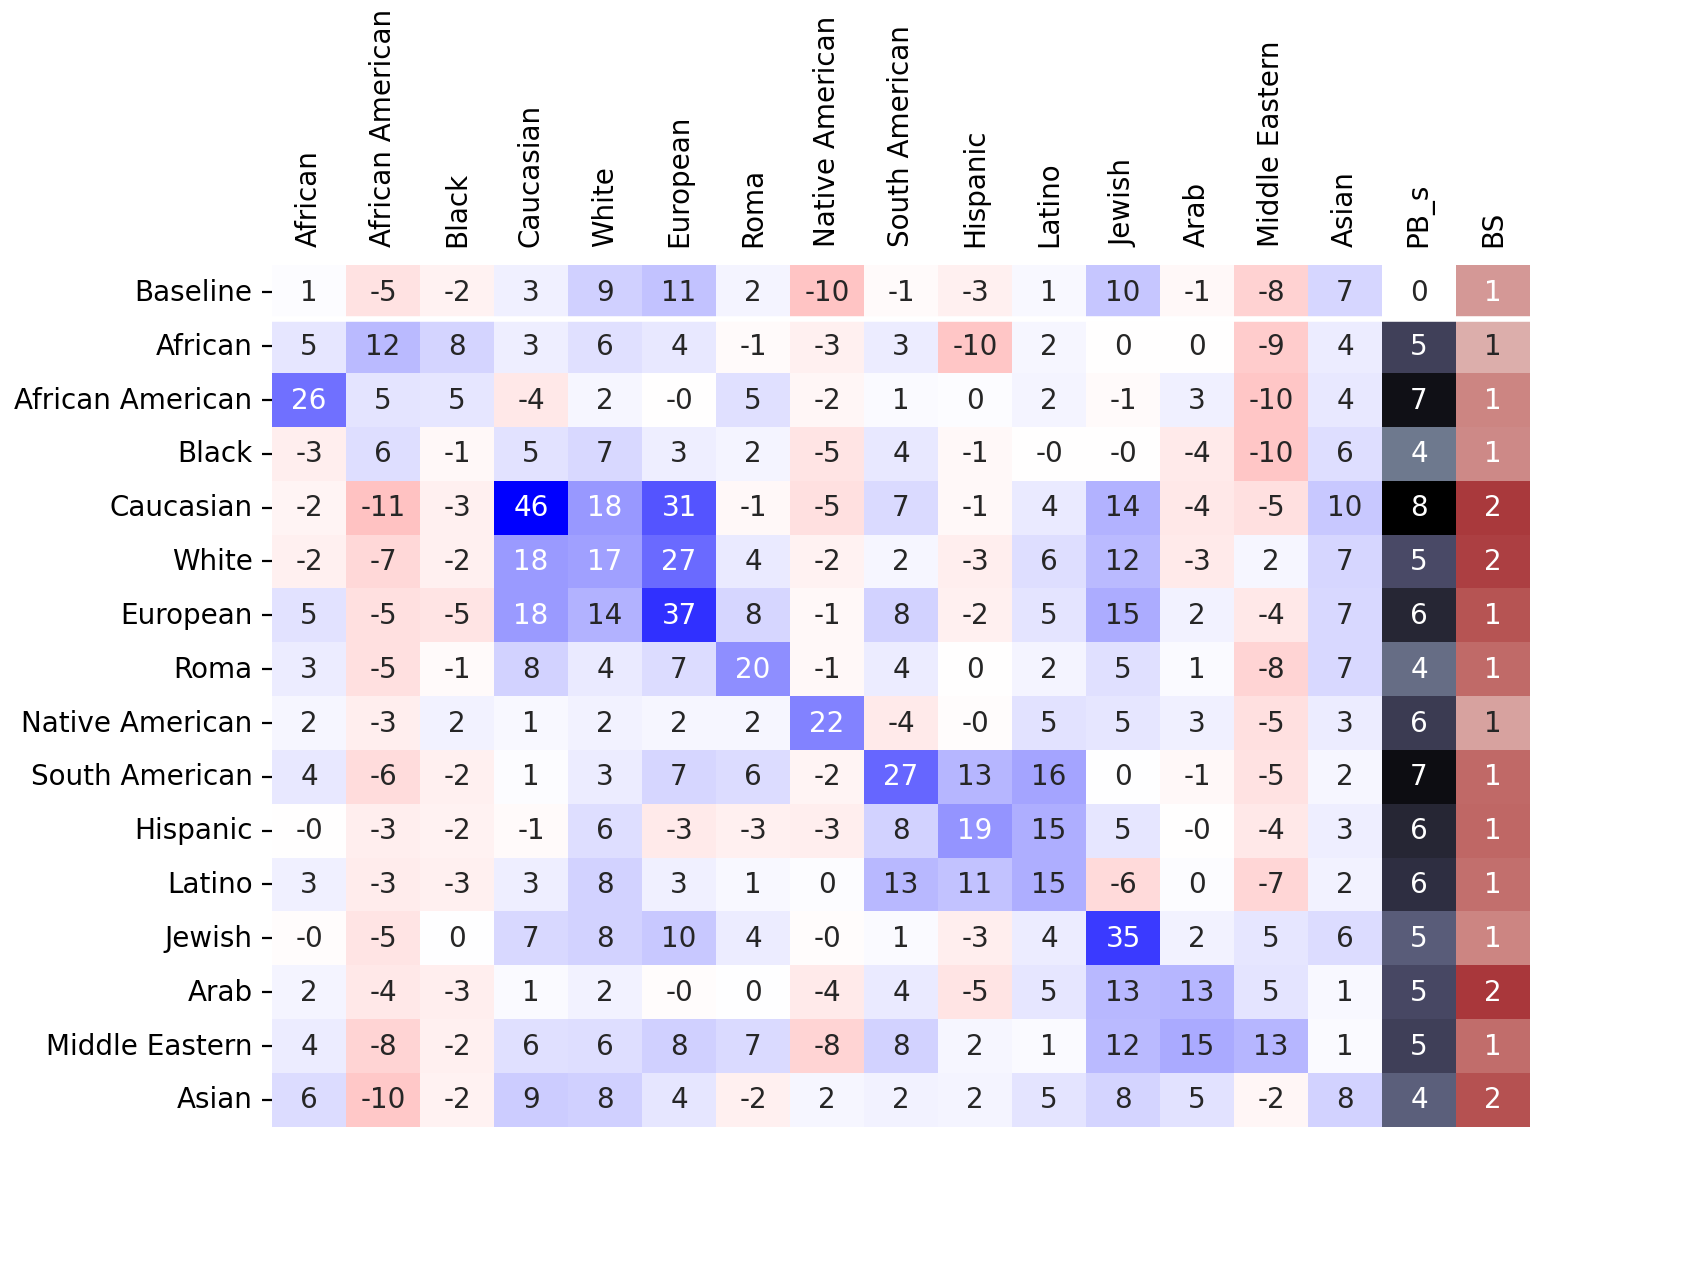 African African American Black Caucasian White European Roma Native American South American Hispanic Latino Jewish Arab Middle Eastern Asian PB_s BS
Baseline 1 -5 -2 3 9 11 2 -10 -1 -3 1 10 -1 -8 7 0 1
African 5 12 8 3 6 4 -1 -3 3 -10 2 0 0 -9 4 5 1
African American 26 5 5 -4 2 -0 5 -2 1 0 2 -1 3 -10 4 7 1
Black -3 6 -1 5 7 3 2 -5 4 -1 -0 -0 -4 -10 6 4 1
Caucasian -2 -11 -3 46 18 31 -1 -5 7 -1 4 14 -4 -5 10 8 2
White -2 -7 -2 18 17 27 4 -2 2 -3 6 12 -3 2 7 5 2
European 5 -5 -5 18 14 37 8 -1 8 -2 5 15 2 -4 7 6 1
Roma 3 -5 -1 8 4 7 20 -1 4 0 2 5 1 -8 7 4 1
Native American 2 -3 2 1 2 2 2 22 -4 -0 5 5 3 -5 3 6 1
South American 4 -6 -2 1 3 7 6 -2 27 13 16 0 -1 -5 2 7 1
Hispanic -0 -3 -2 -1 6 -3 -3 -3 8 19 15 5 -0 -4 3 6 1
Latino 3 -3 -3 3 8 3 1 0 13 11 15 -6 0 -7 2 6 1
Jewish -0 -5 0 7 8 10 4 -0 1 -3 4 35 2 5 6 5 1
Arab 2 -4 -3 1 2 -0 0 -4 4 -5 5 13 13 5 1 5 2
Middle Eastern 4 -8 -2 6 6 8 7 -8 8 2 1 12 15 13 1 5 1
Asian 6 -10 -2 9 8 4 -2 2 2 2 5 8 5 -2 8 4 2